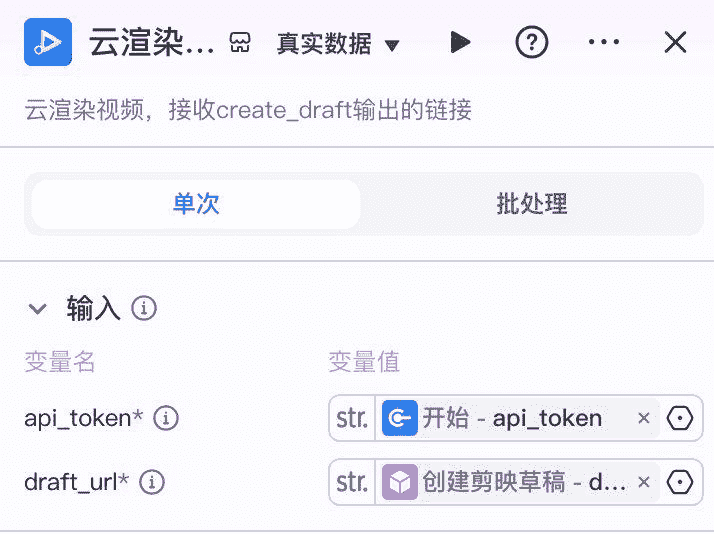 云渲染... 真实数据
云渲染视频，接收create_draft输出的链接
单次 批处理
输入
变量名 变量值
api_token* str. 开始 - api_token
draft_url* str. 创建剪映草稿 - d...